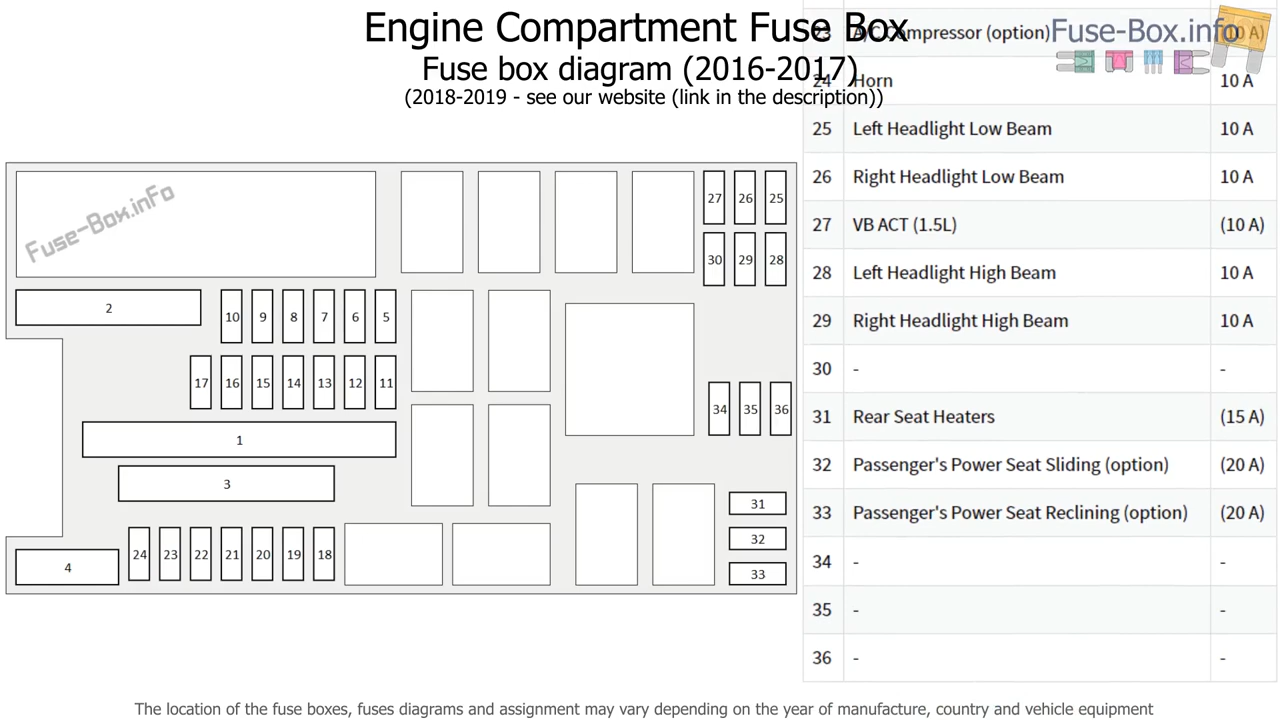 Engine Compartment Fuse Box
Fuse box diagram (2016-2017)
(2018-2019 - see our website (link in the description))
Fuse-Box.info
Fuse-Box.inFo
27 26 25
30 29 28
2
10 9 8 7 6 5
17 16 15 14 13 12 11
34 35 36
1
3
31
32
33
24 23 22 21 20 19 18
4
23 A/C Compressor (option) (10 A)
24 Horn 10 A
25 Left Headlight Low Beam 10 A
26 Right Headlight Low Beam 10 A
27 VB ACT (1.5L) (10 A)
28 Left Headlight High Beam 10 A
29 Right Headlight High Beam 10 A
30 - -
31 Rear Seat Heaters (15 A)
32 Passenger's Power Seat Sliding (option) (20 A)
33 Passenger's Power Seat Reclining (option) (20 A)
34 - -
35 - -
36 - -
The location of the fuse boxes, fuses diagrams and assignment may vary depending on the year of manufacture, country and vehicle equipment